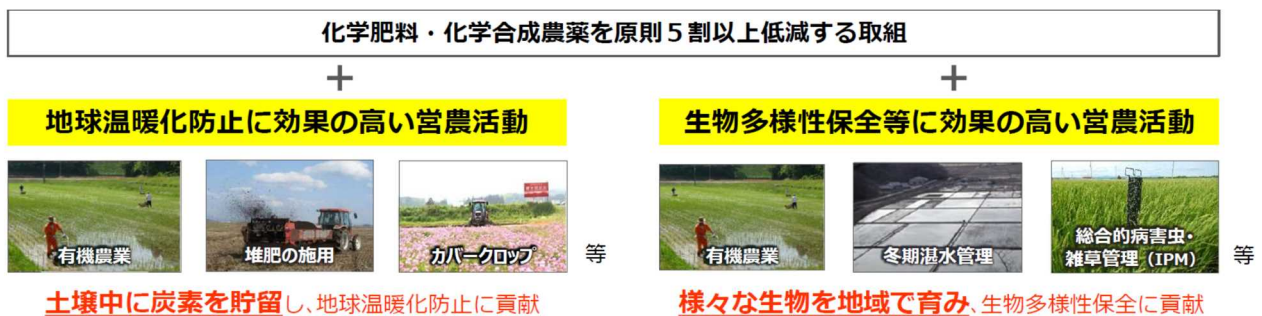 化学肥料・化学合成農薬を原則5割以上低減する取組
+ +
地球温暖化防止に効果の高い営農活動
有機農業
堆肥の施用
カバークロップ
等
土壌中に炭素を貯留し、地球温暖化防止に貢献
生物多様性保全等に効果の高い営農活動
有機農業
冬期湛水管理
総合的病害虫・
雑草管理（IPM）
等
様々な生物を地域で育み、生物多様性保全に貢献